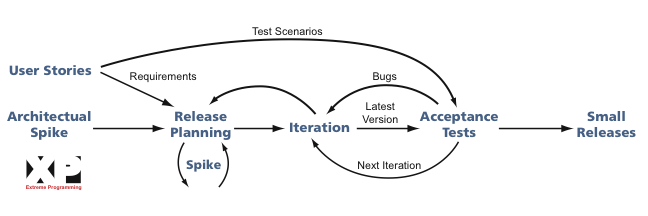 Test Scenarios
User Stories
Requirements
Bugs
Architectual
Spike
Release
Planning
Iteration
Latest
Version
Acceptance
Tests
Small
Releases
Spike
Next Iteration
XP
Extreme Programming